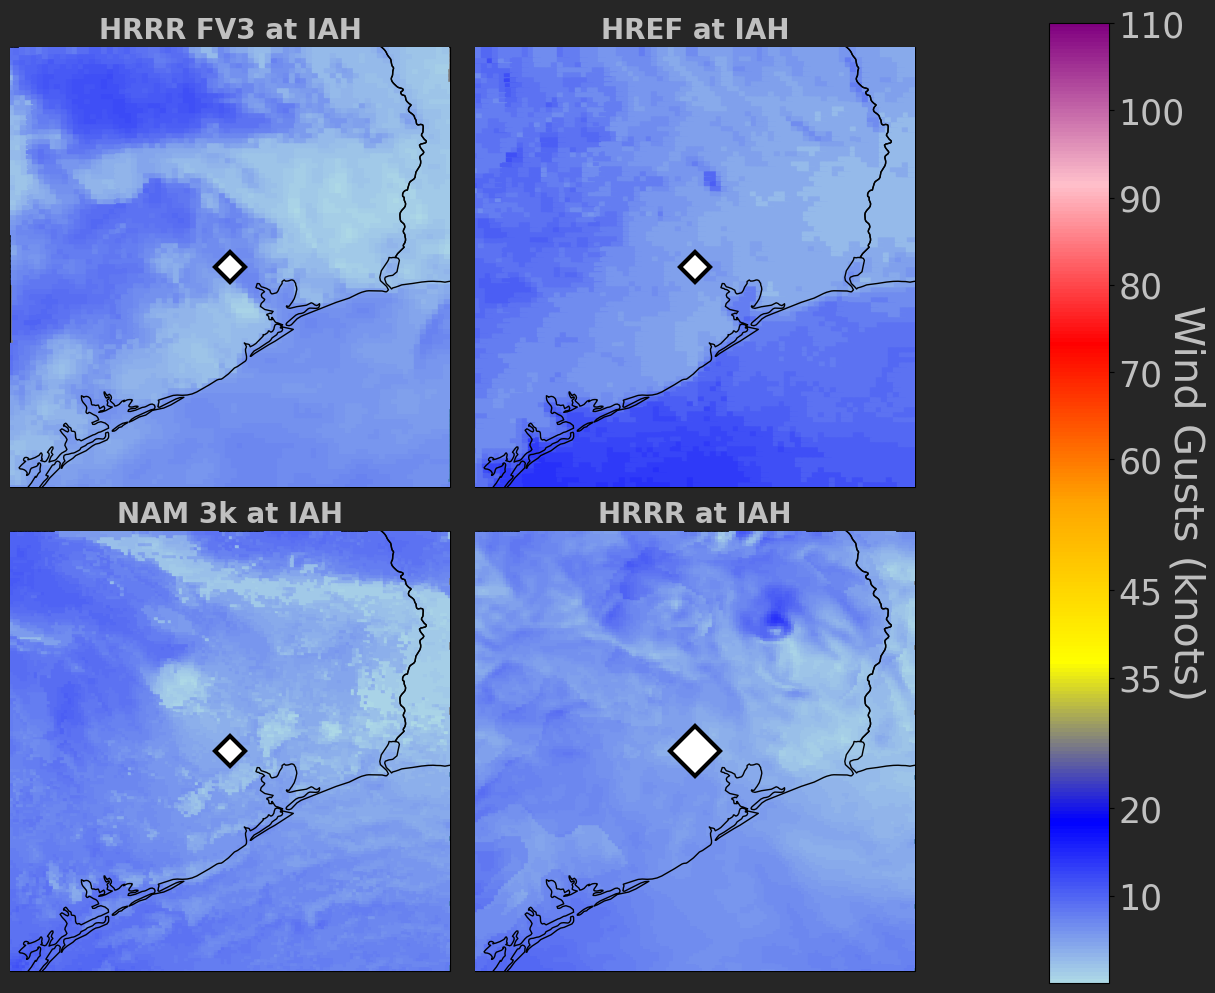 HRRR FV3 at IAH
HREF at IAH
NAM 3k at IAH
HRRR at IAH
110
100
90
80
70
60
45
35
20
10
Wind Gusts (knots)